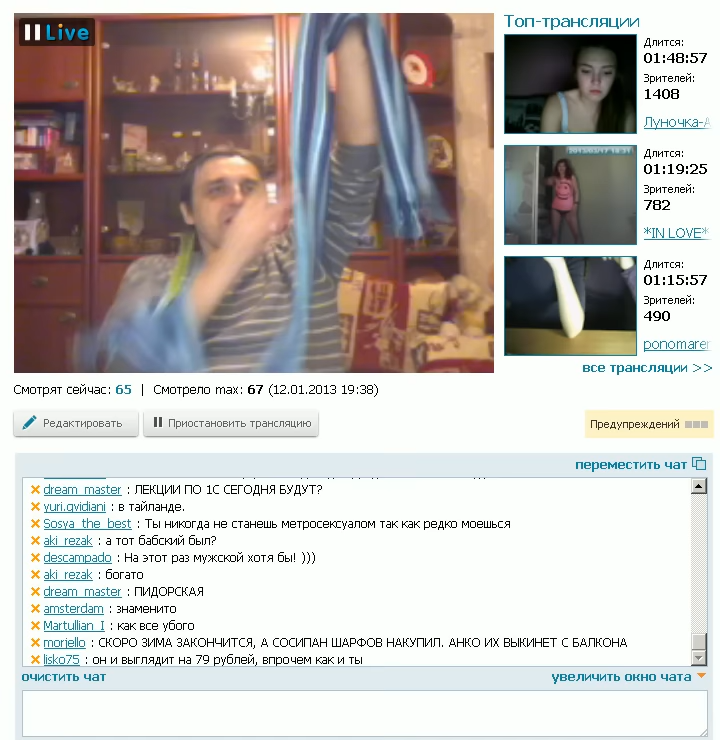 Live
Топ-трансляции
Длится:
01:48:57
Зрителей:
1408
Луночка-А
Длится:
01:19:25
Зрителей:
782
*IN LOVE*
Длится:
01:15:57
Зрителей:
490
ponomarer
все трансляции >>
Смотрят сейчас: 65 | Смотрело max: 67 (12.01.2013 19:38)
Редактировать
Приостановить трансляцию
Предупреждений
переместить чат
dream_master : ЛЕКЦИИ ПО 1С СЕГОДНЯ БУДУТ?
yuri.gvidiani : в тайланде.
Sosya_the_best : Ты никогда не станешь метросексуалом так как редко моешься
aki_rezak : а тот бабский был?
descampado : На этот раз мужской хотя бы! )))
aki_rezak : богато
dream_master : ПИДОРСКАЯ
amsterdam : знаменито
Martullian_I : как все убого
morjello : СКОРО ЗИМА ЗАКОНЧИТСЯ, А СОСИПАН ШАРФОВ НАКУПИЛ. АНКО ИХ ВЫКИНЕТ С БАЛКОНА
lisko75 : он и выглядит на 79 рублей, впрочем как и ты
очистить чат
увеличить окно чата